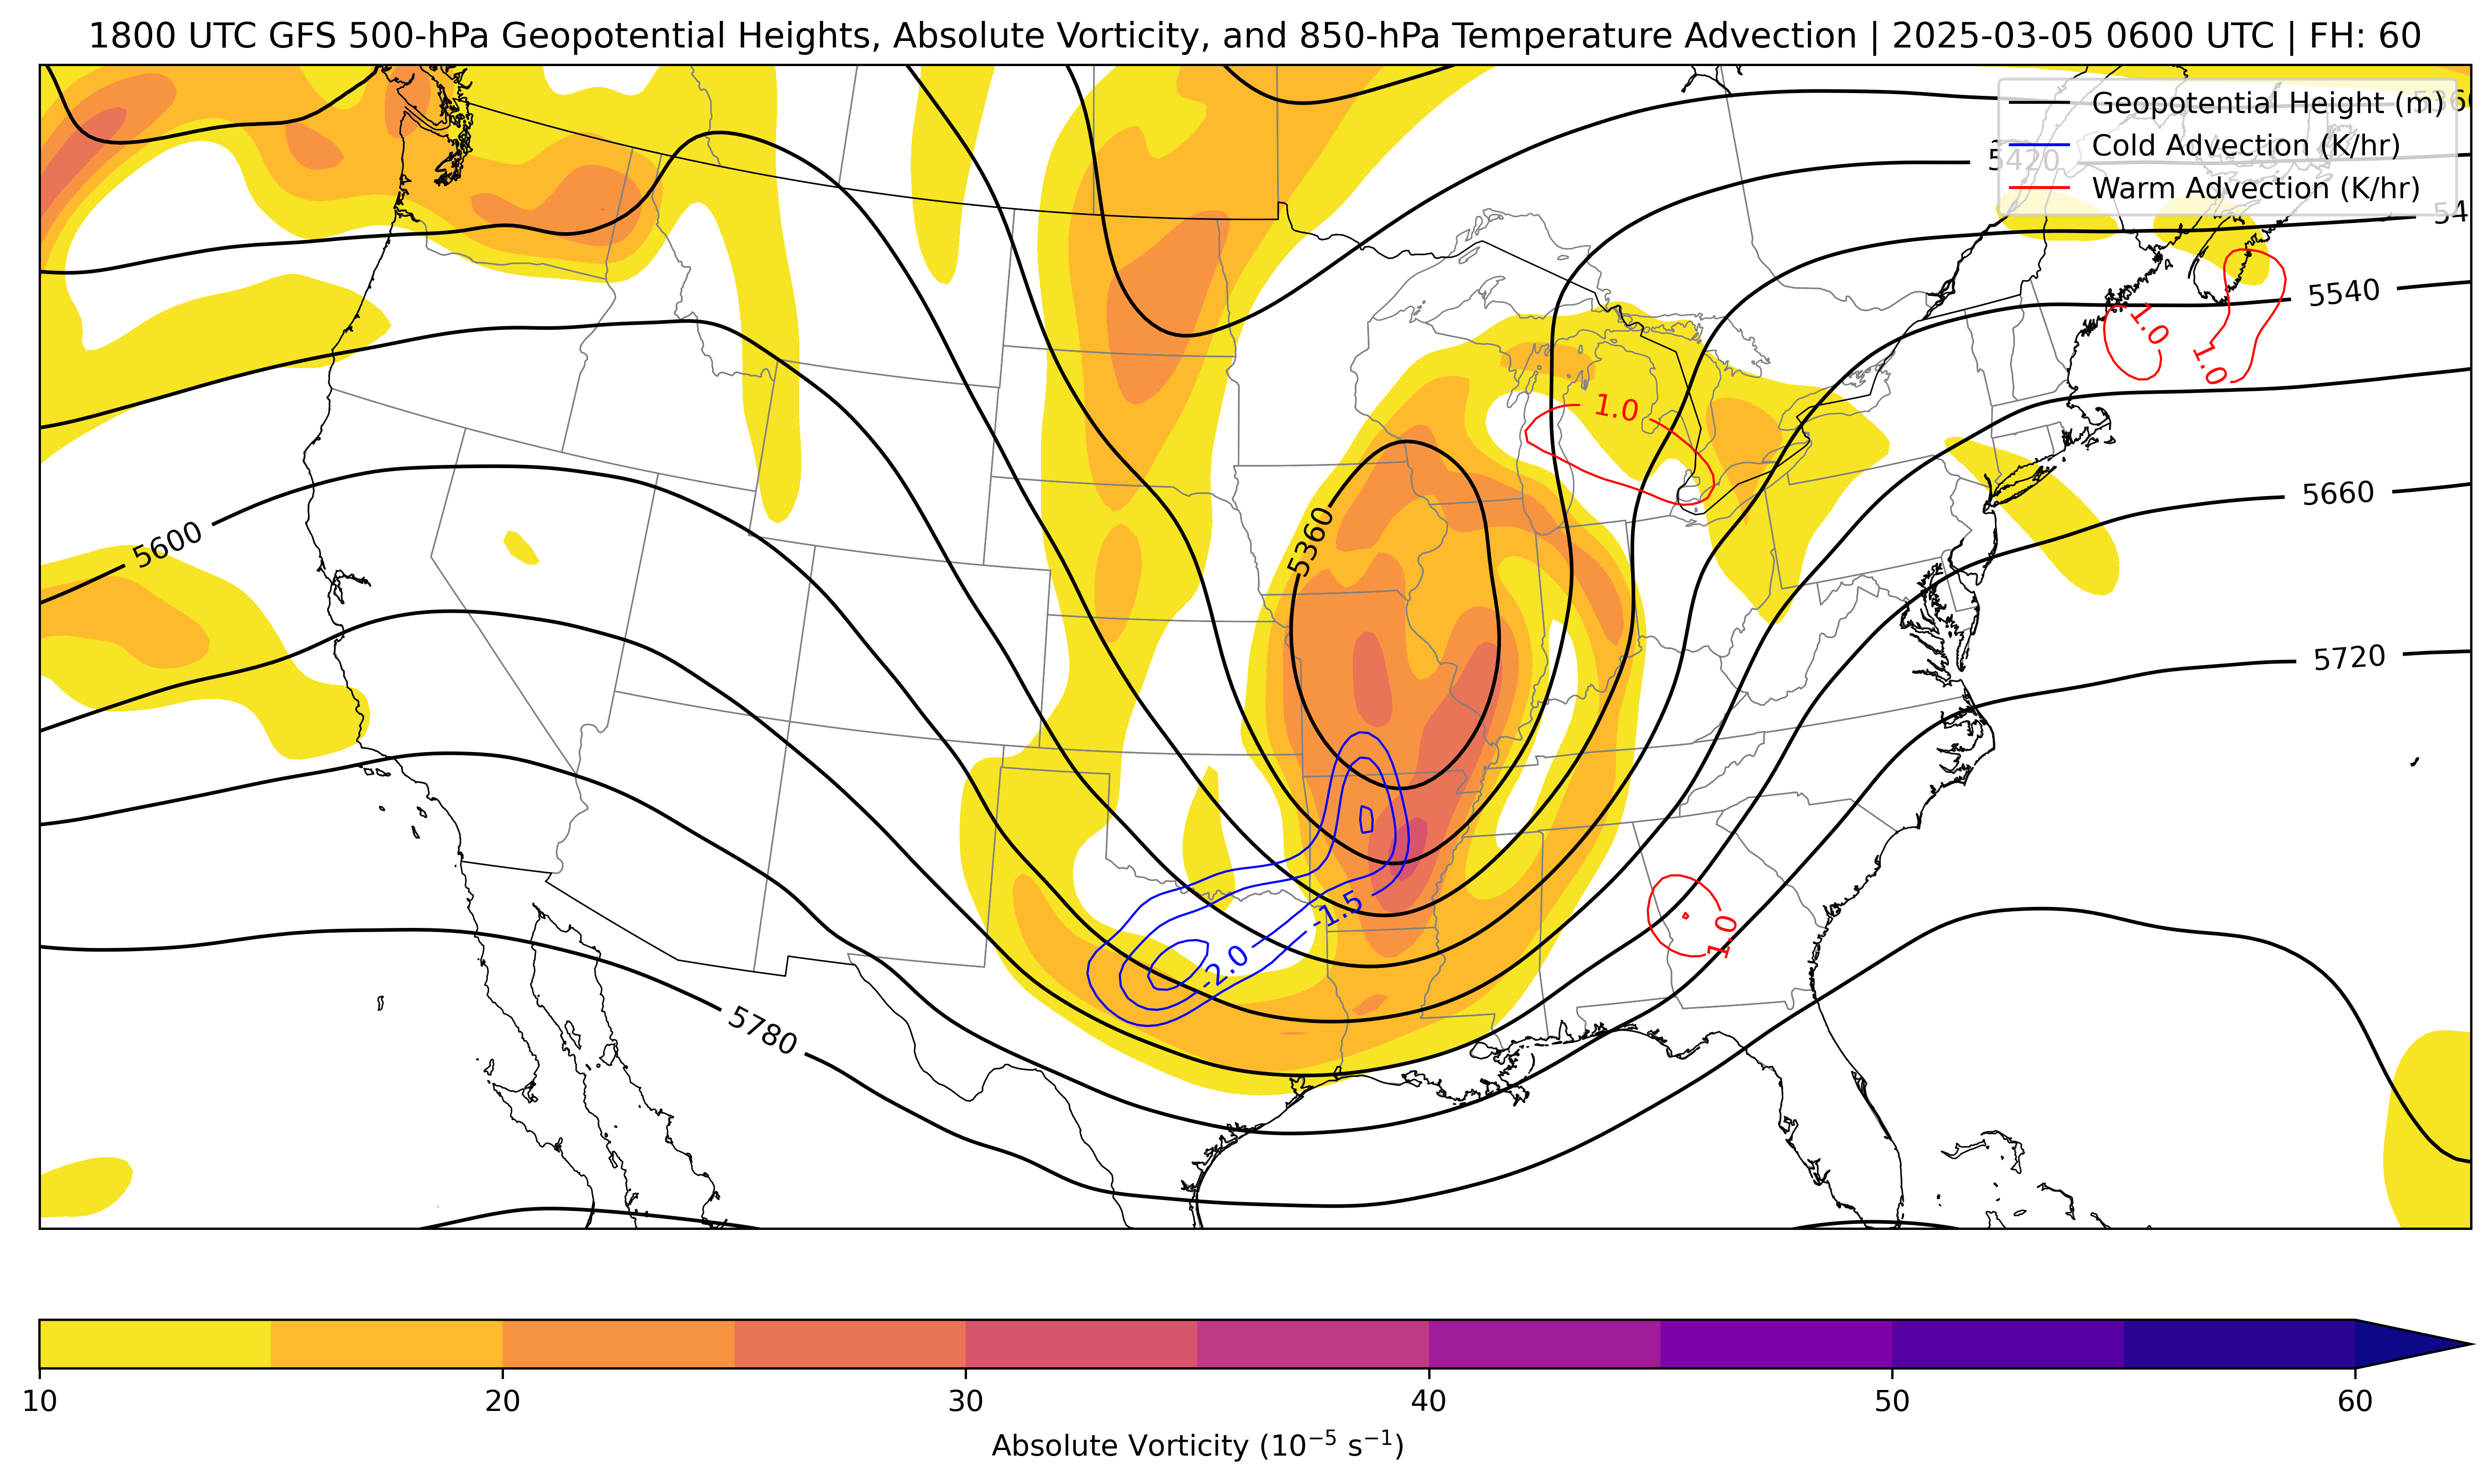 1800 UTC GFS 500-hPa Geopotential Heights, Absolute Vorticity, and 850-hPa Temperature Advection | 2025-03-05 0600 UTC | FH: 60
Geopotential Height (m)
Cold Advection (K/hr)
Warm Advection (K/hr)
5420
5540
1.0
1.0
1.0
5660
5360
5600
5720
-1.5
-2.0
1.0
5780
10 20 30 40 50 60
Absolute Vorticity (10⁻⁵ s⁻¹)